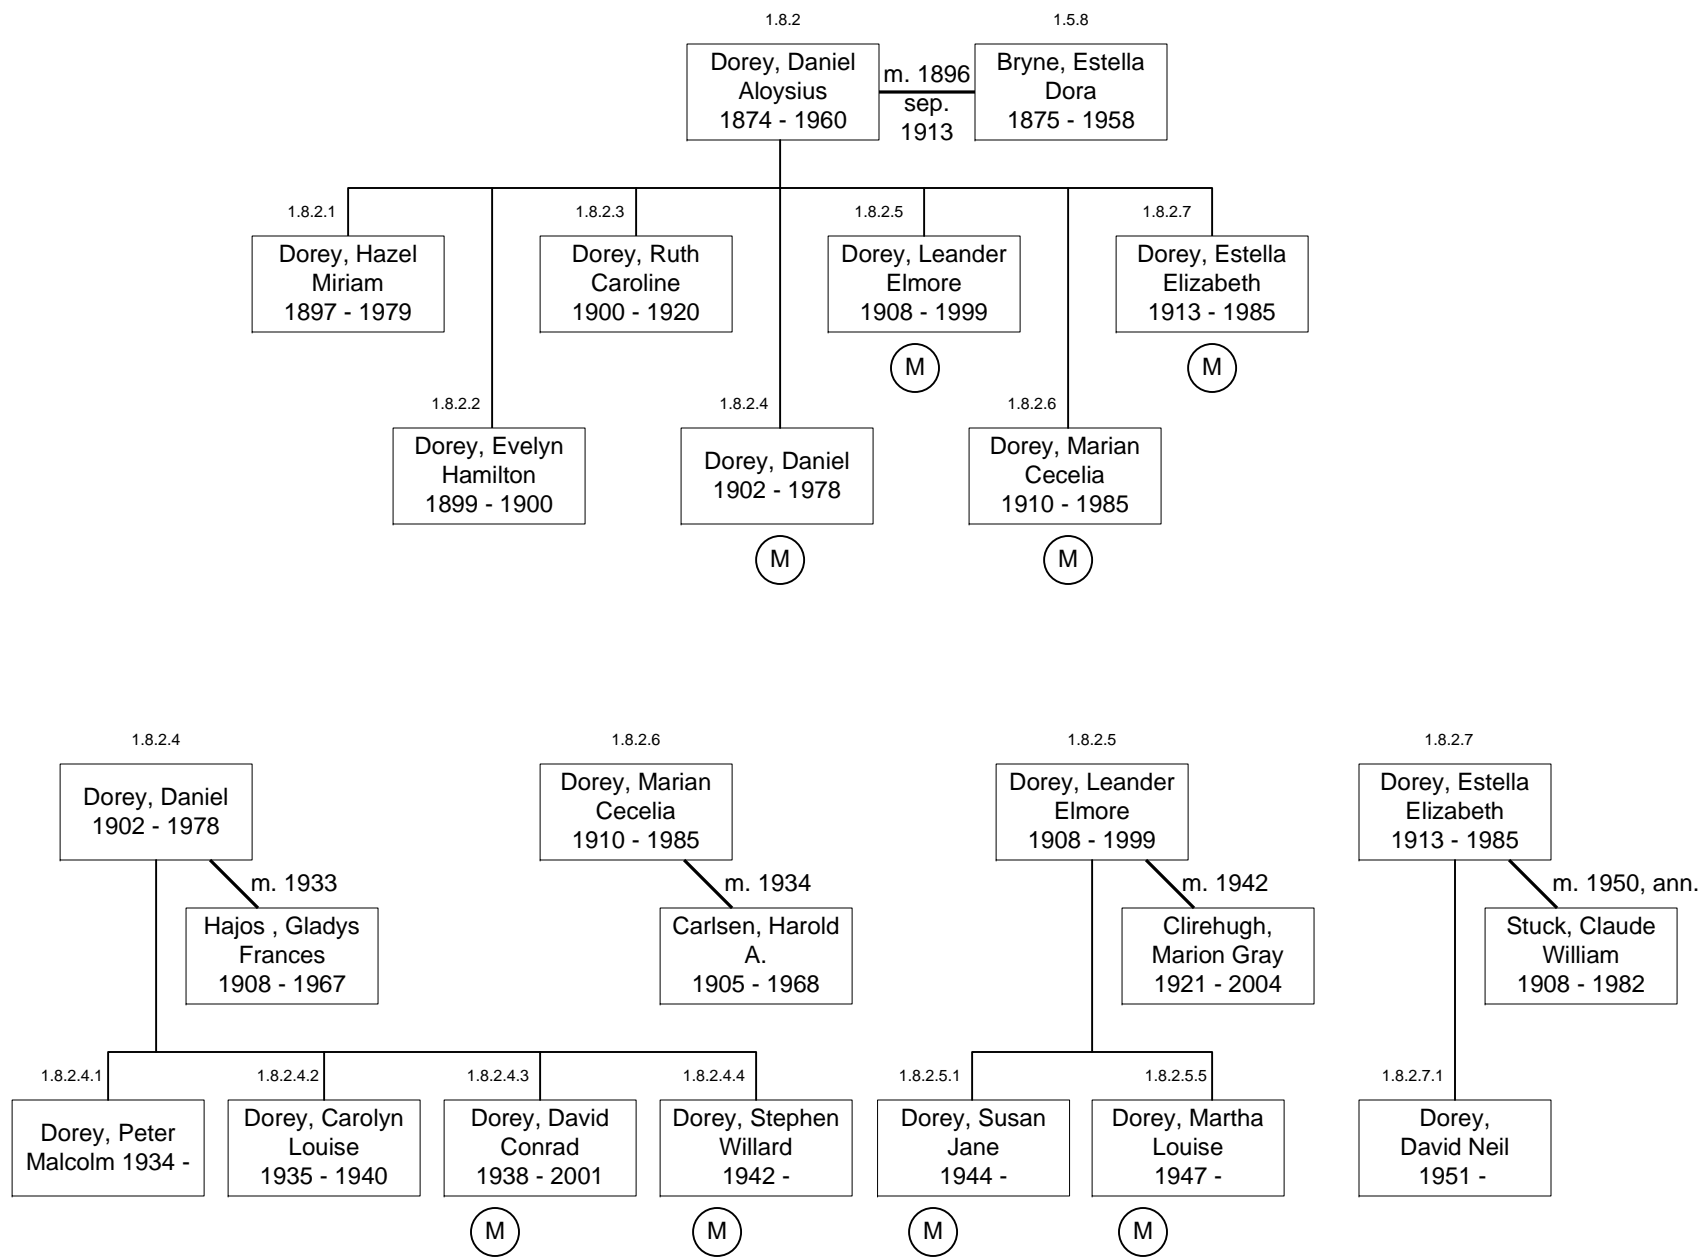 1.8.2
Dorey, Daniel
Aloysius
1874 - 1960
m. 1896
sep.
1913
1.5.8
Bryne, Estella
Dora
1875 - 1958
1.8.2.1
Dorey, Hazel
Miriam
1897 - 1979
1.8.2.3
Dorey, Ruth
Caroline
1900 - 1920
1.8.2.5
Dorey, Leander
Elmore
1908 - 1999
M
1.8.2.7
Dorey, Estella
Elizabeth
1913 - 1985
M
1.8.2.2
Dorey, Evelyn
Hamilton
1899 - 1900
1.8.2.4
Dorey, Daniel
1902 - 1978
M
1.8.2.6
Dorey, Marian
Cecelia
1910 - 1985
M
1.8.2.4
Dorey, Daniel
1902 - 1978
m. 1933
Hajos , Gladys
Frances
1908 - 1967
1.8.2.6
Dorey, Marian
Cecelia
1910 - 1985
m. 1934
Carlsen, Harold
A.
1905 - 1968
1.8.2.5
Dorey, Leander
Elmore
1908 - 1999
m. 1942
Clirehugh,
Marion Gray
1921 - 2004
1.8.2.7
Dorey, Estella
Elizabeth
1913 - 1985
m. 1950, ann.
Stuck, Claude
William
1908 - 1982
1.8.2.4.1
Dorey, Peter
Malcolm 1934 -
1.8.2.4.2
Dorey, Carolyn
Louise
1935 - 1940
1.8.2.4.3
Dorey, David
Conrad
1938 - 2001
M
1.8.2.4.4
Dorey, Stephen
Willard
1942 -
M
1.8.2.5.1
Dorey, Susan
Jane
1944 -
M
1.8.2.5.5
Dorey, Martha
Louise
1947 -
M
1.8.2.7.1
Dorey,
David Neil
1951 -